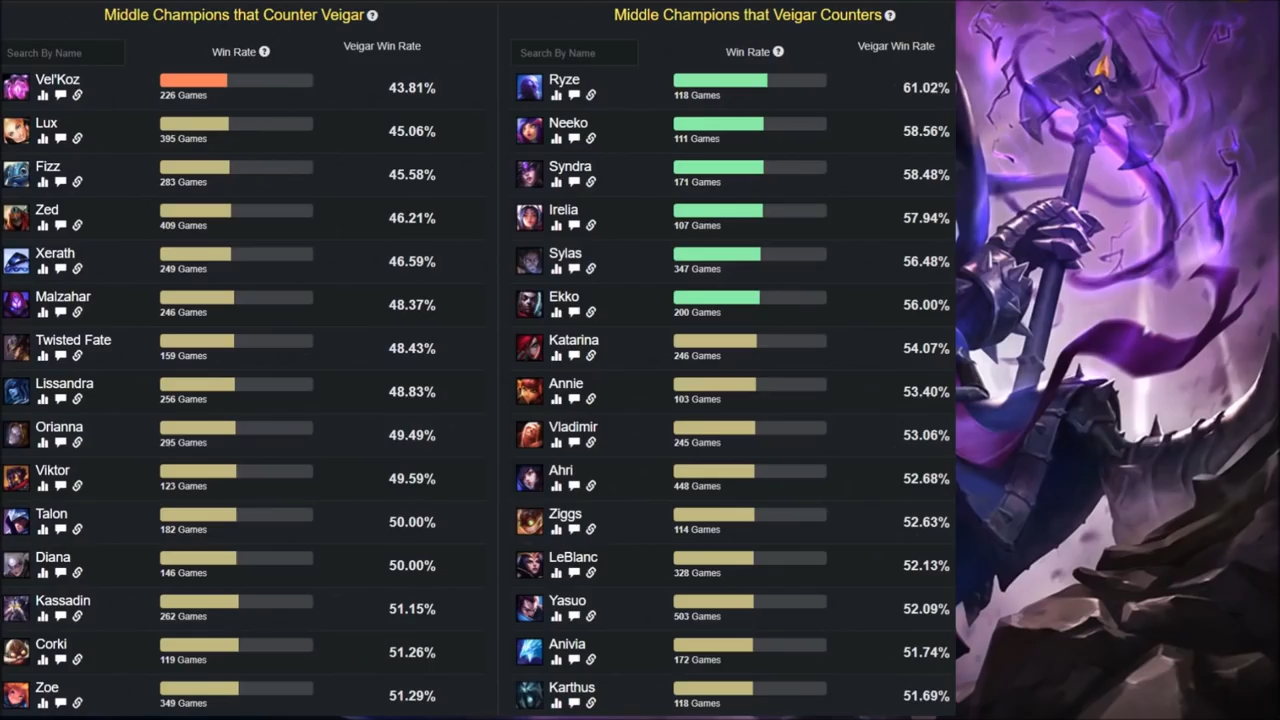 Middle Champions that Counter Veigar ?
Search By Name
Win Rate ?
Veigar Win Rate
Vel'Koz
226 Games
43.81%
Lux
395 Games
45.06%
Fizz
283 Games
45.58%
Zed
409 Games
46.21%
Xerath
249 Games
46.59%
Malzahar
246 Games
48.37%
Twisted Fate
159 Games
48.43%
Lissandra
256 Games
48.83%
Orianna
295 Games
49.49%
Viktor
123 Games
49.59%
Talon
182 Games
50.00%
Diana
146 Games
50.00%
Kassadin
262 Games
51.15%
Corki
119 Games
51.26%
Zoe
349 Games
51.29%
Middle Champions that Veigar Counters ?
Search By Name
Win Rate ?
Veigar Win Rate
Ryze
118 Games
61.02%
Neeko
111 Games
58.56%
Syndra
171 Games
58.48%
Irelia
107 Games
57.94%
Sylas
347 Games
56.48%
Ekko
200 Games
56.00%
Katarina
246 Games
54.07%
Annie
103 Games
53.40%
Vladimir
245 Games
53.06%
Ahri
448 Games
52.68%
Ziggs
114 Games
52.63%
LeBlanc
328 Games
52.13%
Yasuo
503 Games
52.09%
Anivia
172 Games
51.74%
Karthus
118 Games
51.69%